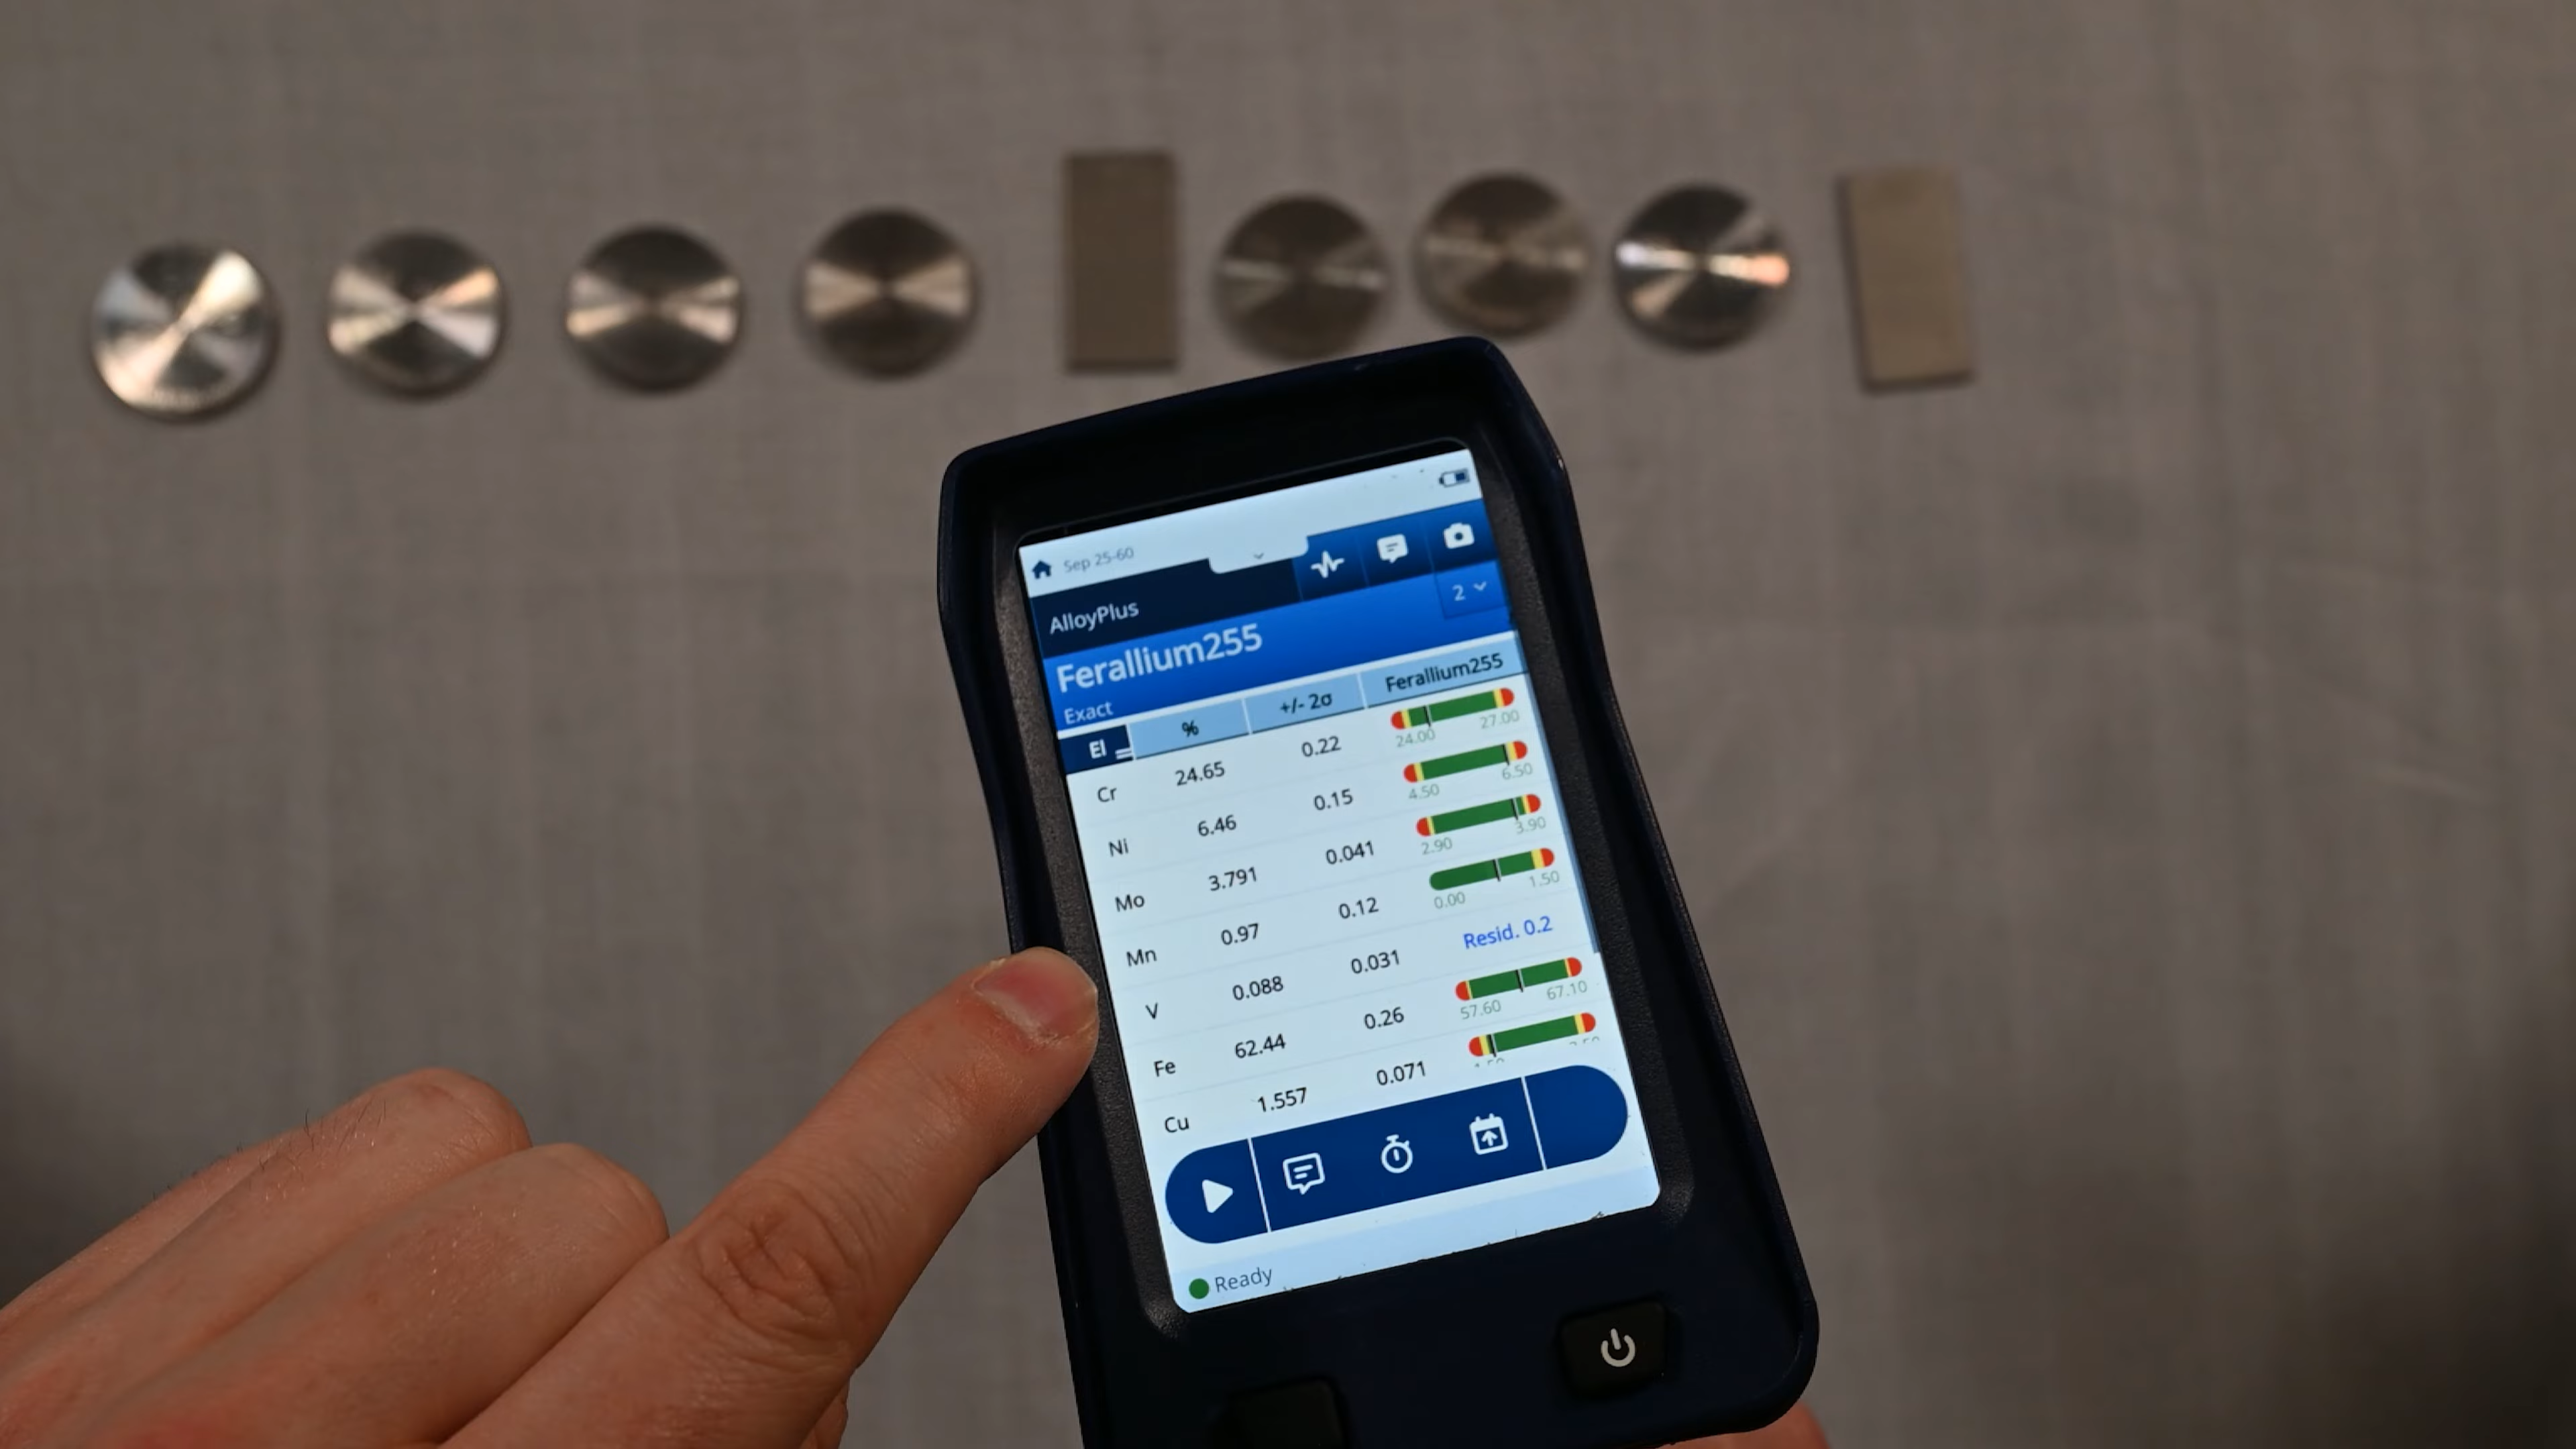 Sep 25-60
AlloyPlus
2
Ferallium255
Exact
El % +/- 2σ Ferallium255
Cr 24.65 0.22 24.00 27.00
Ni 6.46 0.15 4.50 6.50
Mo 3.791 0.041 2.90 3.90
Mn 0.97 0.12 0.00 1.50
V 0.088 0.031 Resid. 0.2
Fe 62.44 0.26 57.60 67.10
Cu 1.557 0.071
Ready